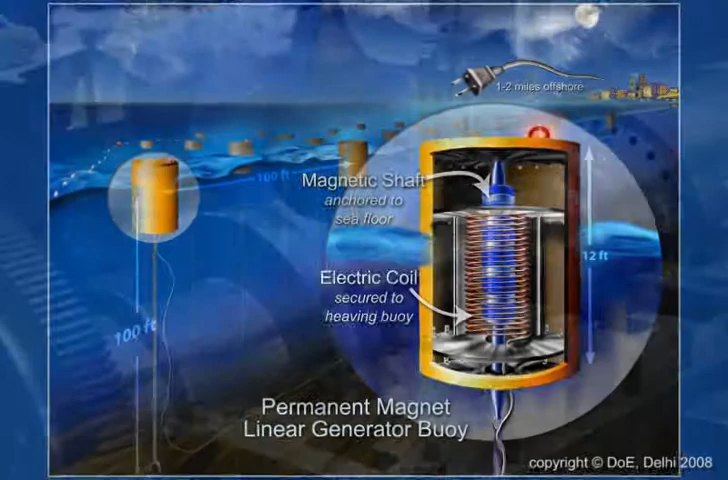 1-2 miles offshore
100 ft
Magnetic Shaft
anchored to
sea floor
12 ft
Electric Coil
secured to
heaving buoy
100 ft
Permanent Magnet
Linear Generator Buoy
copyright © DoE, Delhi 2008